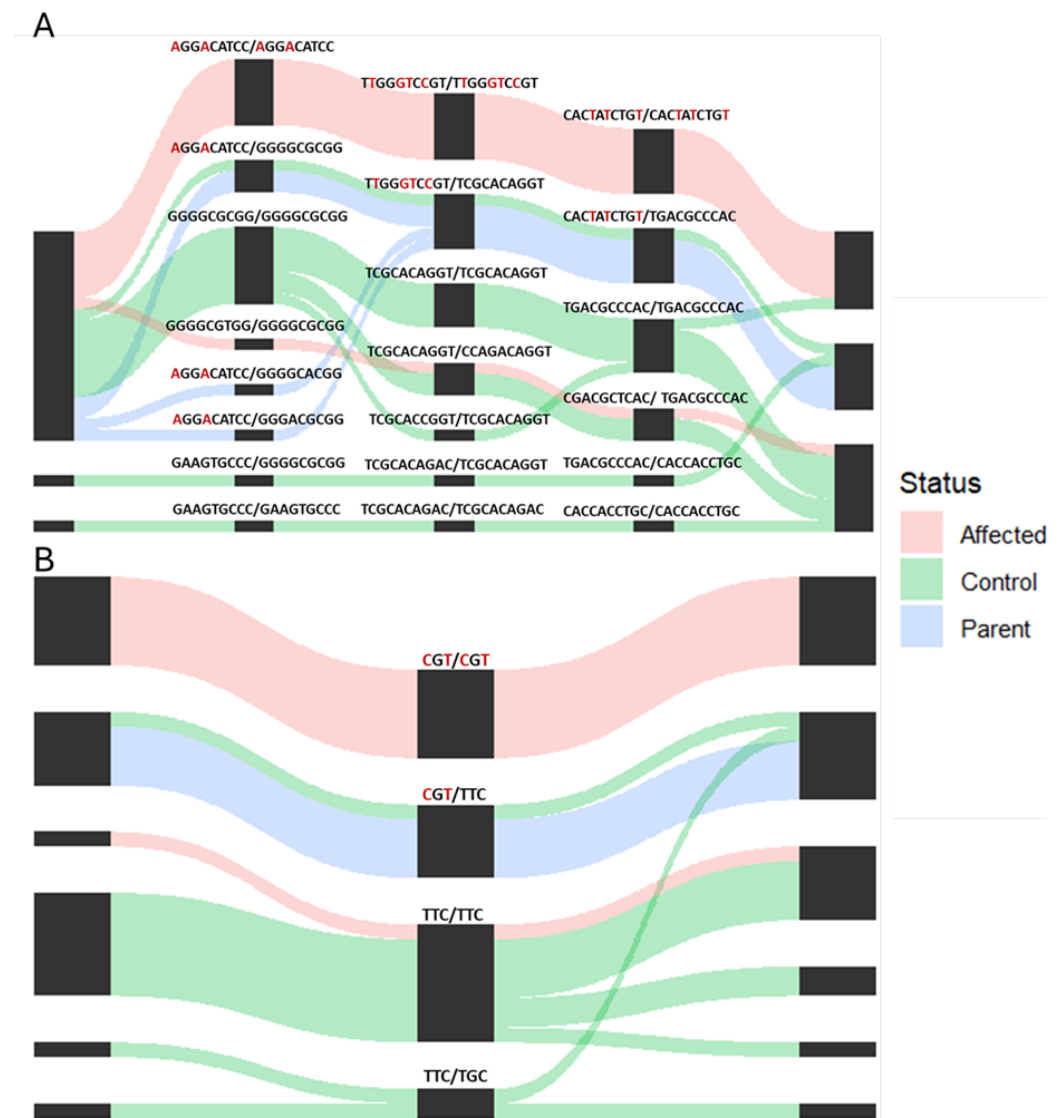 A
AGGACATCC/AGGACATCC
TTGGGTCCGT/TTGGGTCCGT
CACTATCTGT/CACTATCTGT
AGGACATCC/GGGGCGCGG
TTGGGTCCGT/TCGCACAGGT
CACTATCTGT/TGACGCCCAC
GGGGCGCGG/GGGGCGCGG
TCGCACAGGT/TCGCACAGGT
TGACGCCCAC/TGACGCCCAC
GGGGCGTGG/GGGGCGCGG
TCGCACAGGT/CCAGACAGGT
AGGACATCC/GGGGCACGG
CGACGCTCAC/ TGACGCCCAC
AGGACATCC/GGGACGCGG
TCGCACCGGT/TCGCACAGGT
GAAGTGCCC/GGGGCGCGG
TCGCACAGAC/TCGCACAGGT
TGACGCCCAC/CACCACCTGC
GAAGTGCCC/GAAGTGCCC
TCGCACAGAC/TCGCACAGAC
CACCACCTGC/CACCACCTGC
Status
Affected
Control
Parent
B
CGT/CGT
CGT/TTC
TTC/TTC
TTC/TGC